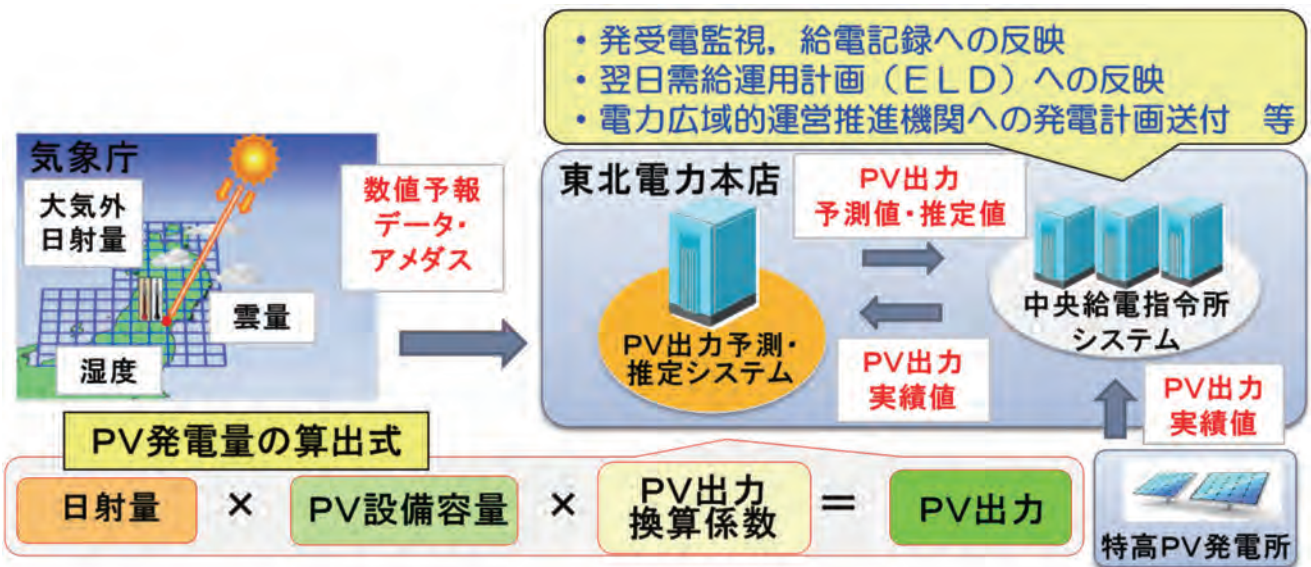 ・発受電監視，給電記録への反映
・翌日需給運用計画（ＥＬＤ）への反映
・電力広域的運営推進機関への発電計画送付　等
気象庁
大気外
日射量
雲量
湿度
数値予報
データ・
アメダス
東北電力本店
PV出力
予測値・推定値
PV出力予測・
推定システム
PV出力
実績値
中央給電指令所
システム
PV出力
実績値
特高PV発電所
PV発電量の算出式
日射量 × PV設備容量 × PV出力
換算係数 ＝ PV出力